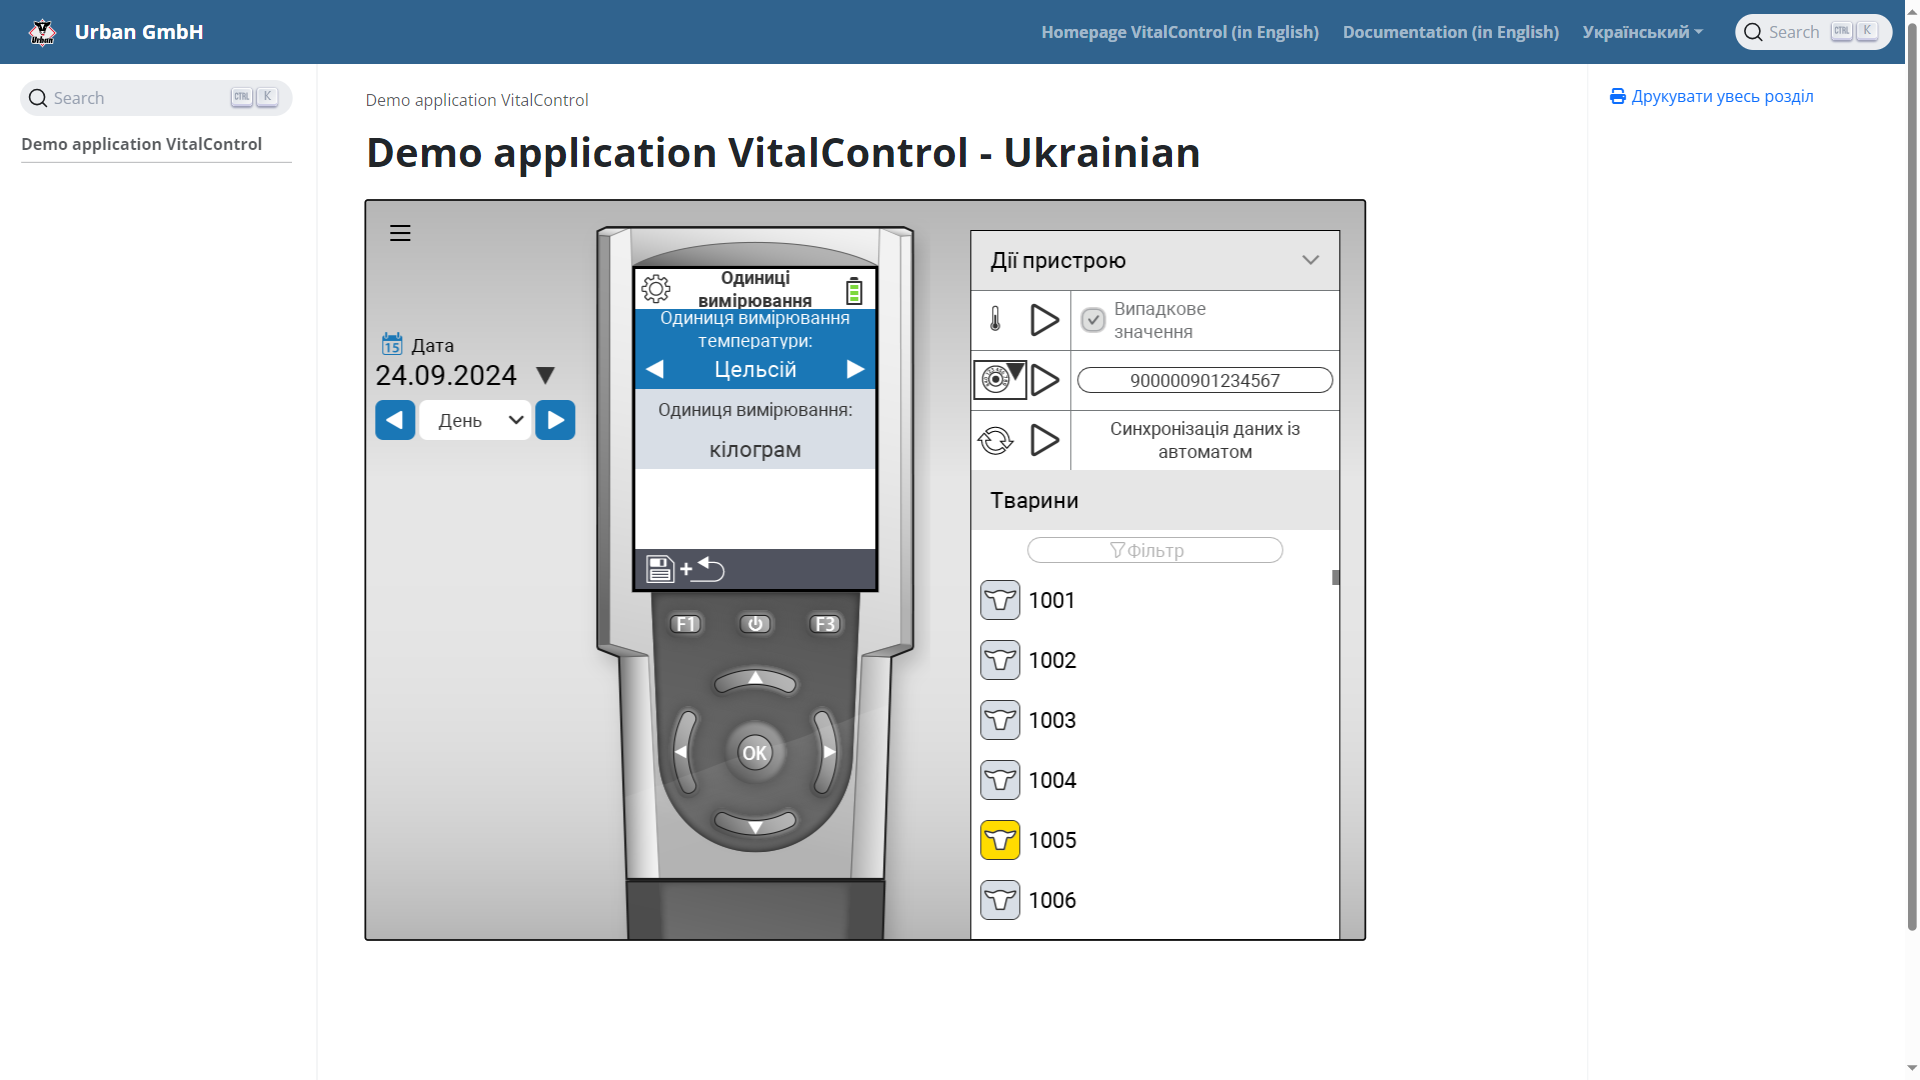 Urban GmbH
Homepage VitalControl (in English)
Documentation (in English)
Український
Search CTRL K
Search CTRL K
Demo application VitalControl
Demo application VitalControl
Demo application VitalControl - Ukrainian
Друкувати увесь розділ
15 Дата
24.09.2024
День
Одиниці
вимірювання
Одиниця вимірювання
температури:
Цельсій
Одиниця вимірювання:
кілограм
+
F1
F3
OK
Дії пристрою
Випадкове
значення
900000901234567
Синхронізація даних із
автоматом
Тварини
Фільтр
1001
1002
1003
1004
1005
1006